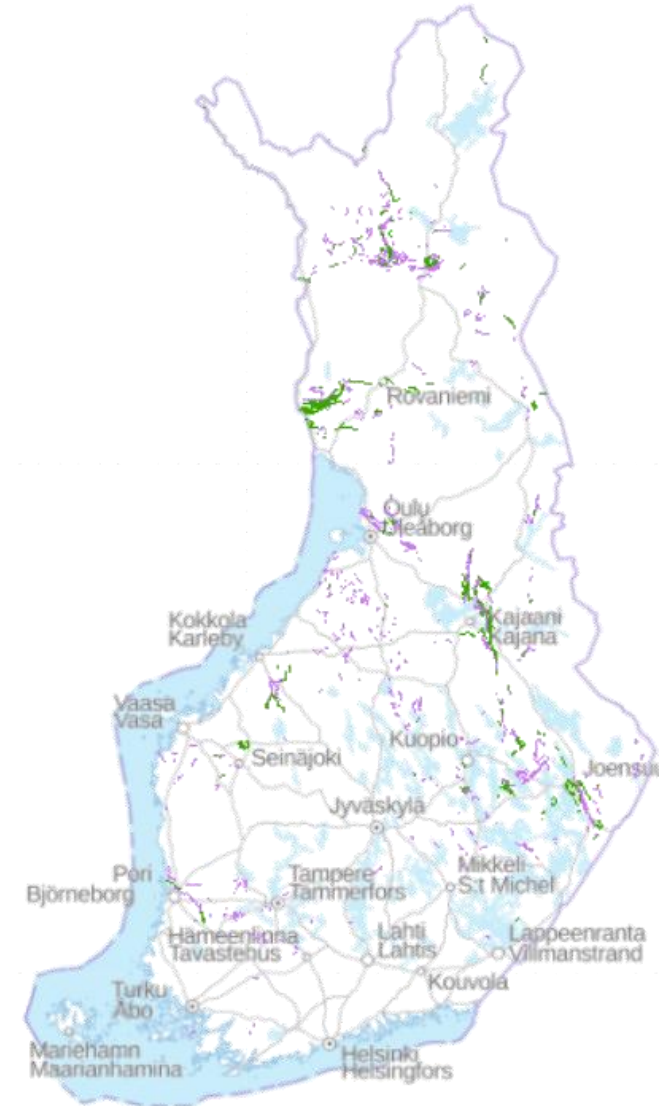 Rovaniemi
Oulu
Uleåborg
Kokkola
Karleby
Kajaani
Kajana
Vaasa
Vasa
Kuopio
Seinäjoki
Joensuu
Jyväskylä
Pori
Björneborg
Tampere
Tammerfors
Mikkeli
S:t Michel
Hämeenlinna
Tavastehus
Lahti
Lahtis
Lappeenranta
Villmanstrand
Kouvola
Turku
Åbo
Mariehamn
Maarianhamina
Helsinki
Helsingfors